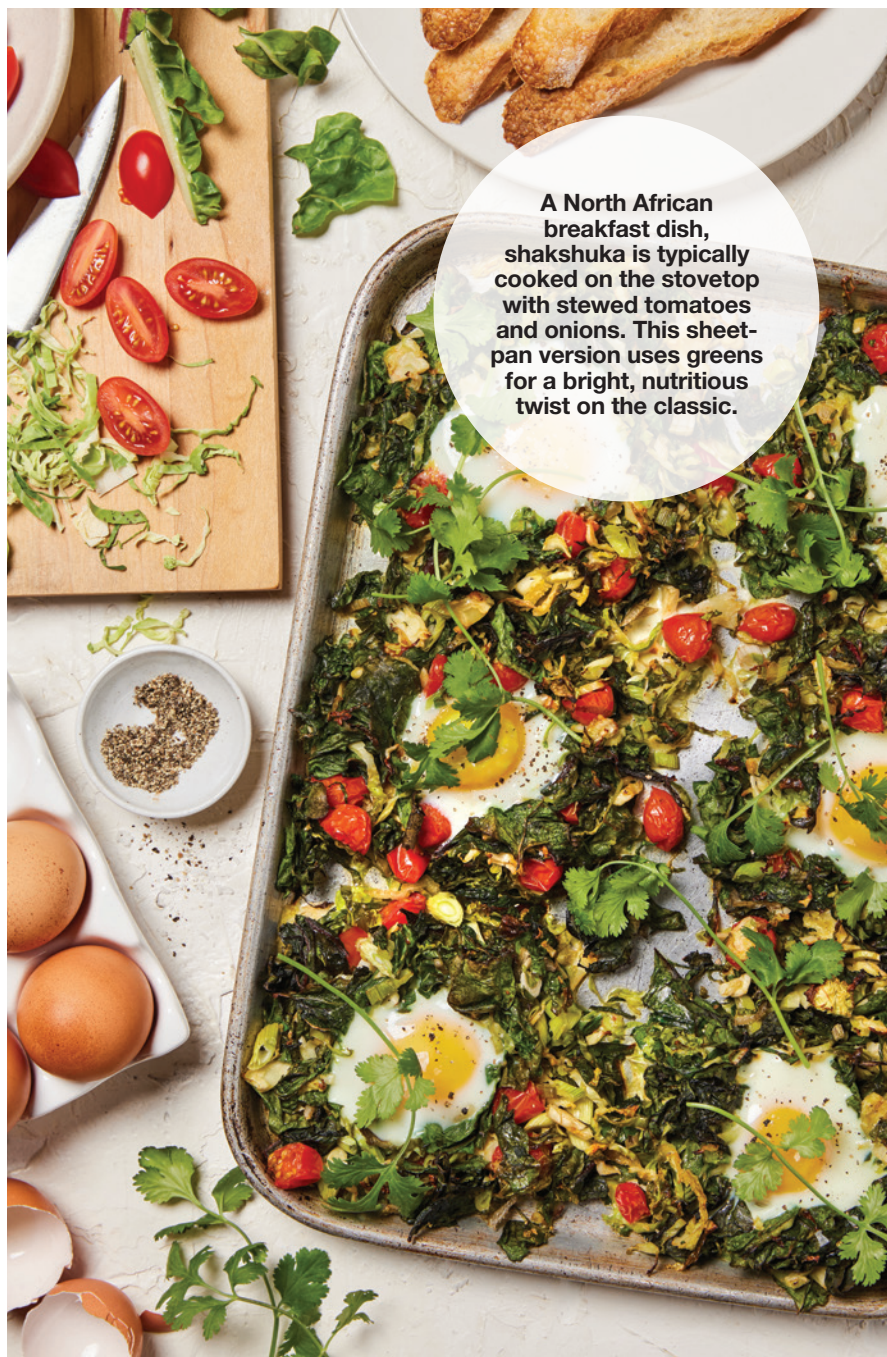 A North African
breakfast dish,
shakshuka is typically
cooked on the stovetop
with stewed tomatoes
and onions. This sheet-
pan version uses greens
for a bright, nutritious
twist on the classic.